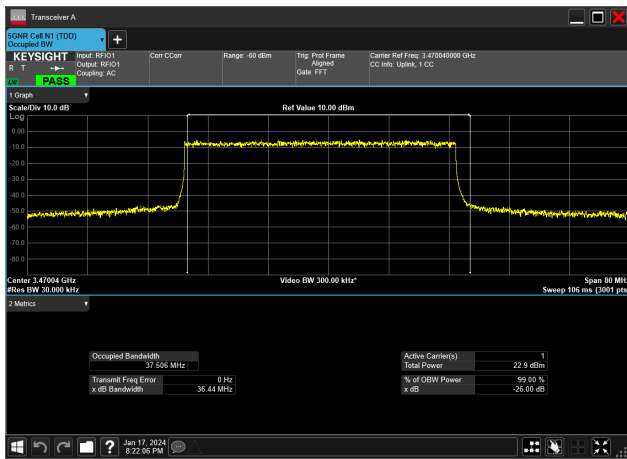 Transceiver A
5GNR Cell N1 (TDD)
Occupied BW
KEYSIGHT
R T
PASS
Input: RFIO1
Output: RFIO1
Coupling: AC
Corr CCorr
Range: -60 dBm
Trig: Prot Frame
Aligned
Gate: FFT
Carrier Ref Freq: 3.470040000 GHz
CC Info: Uplink, 1 CC
1 Graph
Scale/Div 10.0 dB
Ref Value 10.00 dBm
Log
0.00
-10.0
-20.0
-30.0
-40.0
-50.0
-60.0
-70.0
-80.0
Center 3.47004 GHz
Video BW 300.00 kHz*
Span 80 MHz
#Res BW 30.000 kHz
Sweep 106 ms (3001 pts
2 Metrics
Occupied Bandwidth
37.506 MHz
Transmit Freq Error 0 Hz
x dB Bandwidth 36.44 MHz
Active Carrier(s) 1
Total Power 22.9 dBm
% of OBW Power 99.00 %
x dB -26.00 dB
Jan 17, 2024
8:22:06 PM